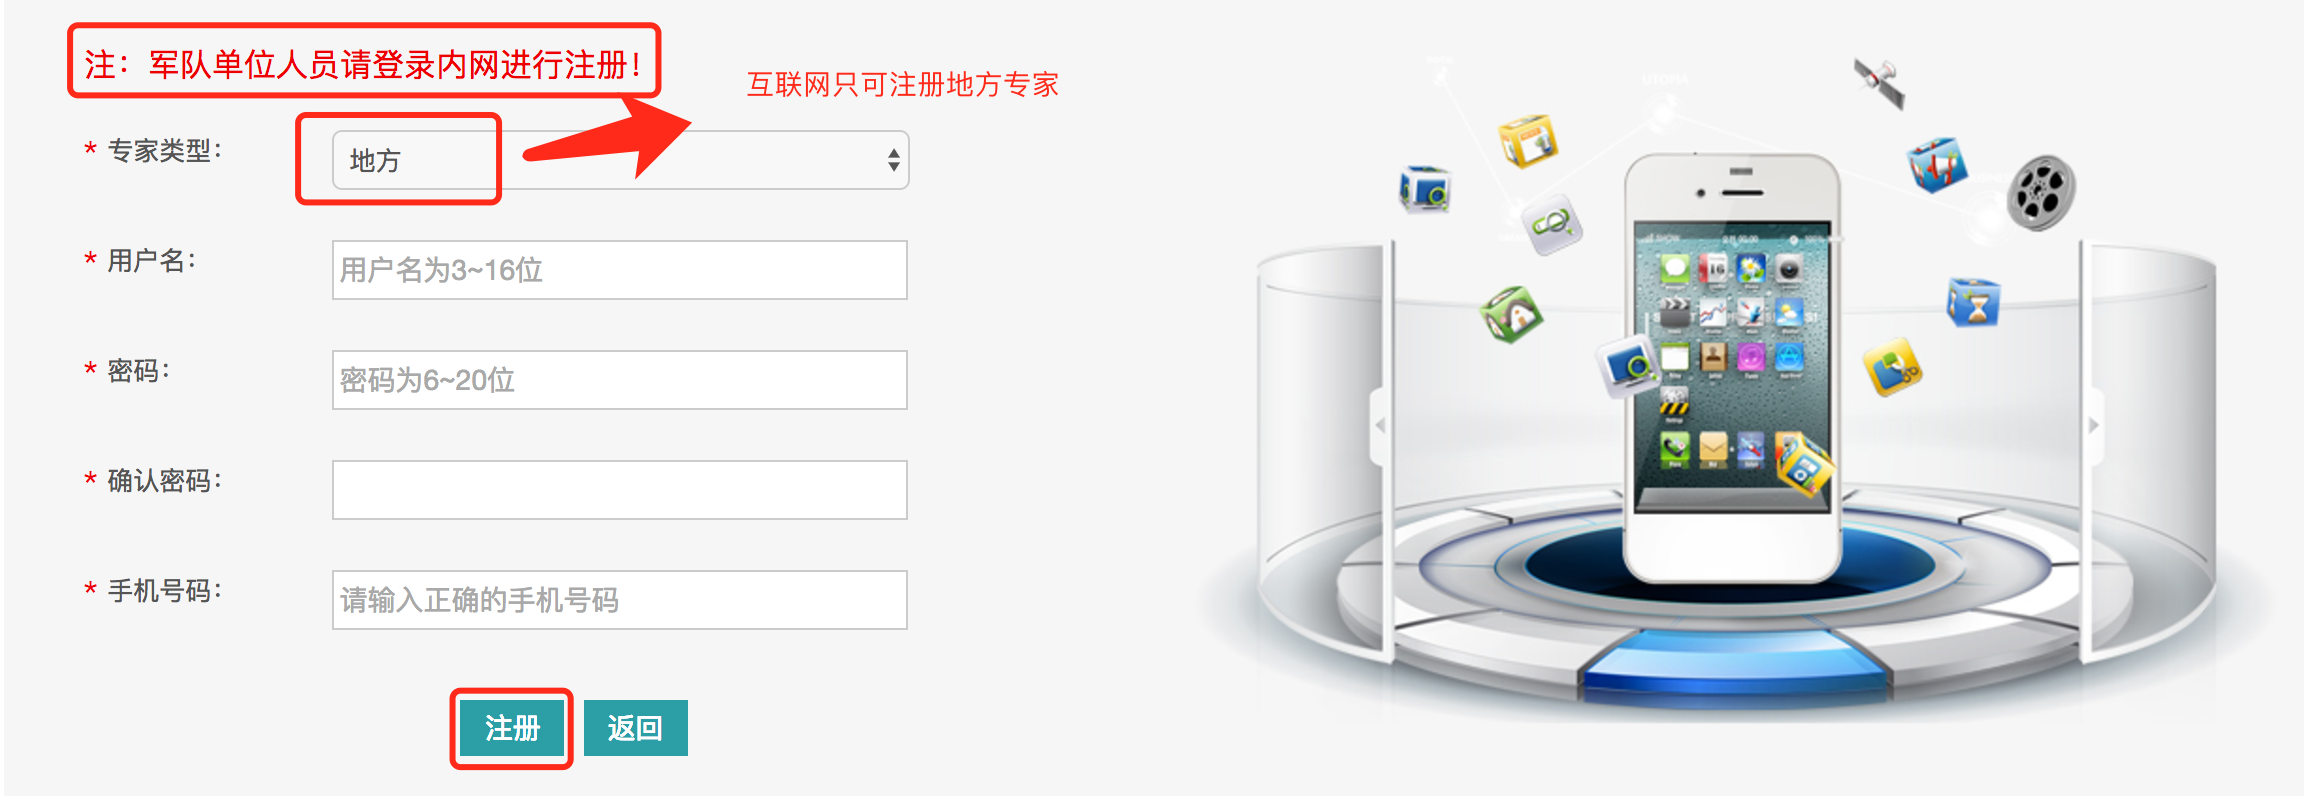 注：军队单位人员请登录内网进行注册！
互联网只可注册地方专家
* 专家类型：
地方
* 用户名：
用户名为3~16位
* 密码：
密码为6~20位
* 确认密码：
* 手机号码：
请输入正确的手机号码
注册
返回
UTOPIA
16